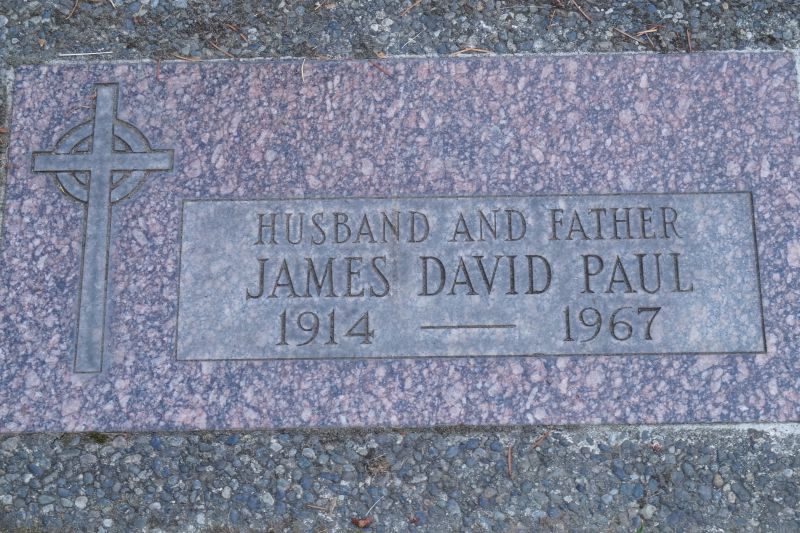 HUSBAND AND FATHER
JAMES DAVID PAUL
1914 — 1967